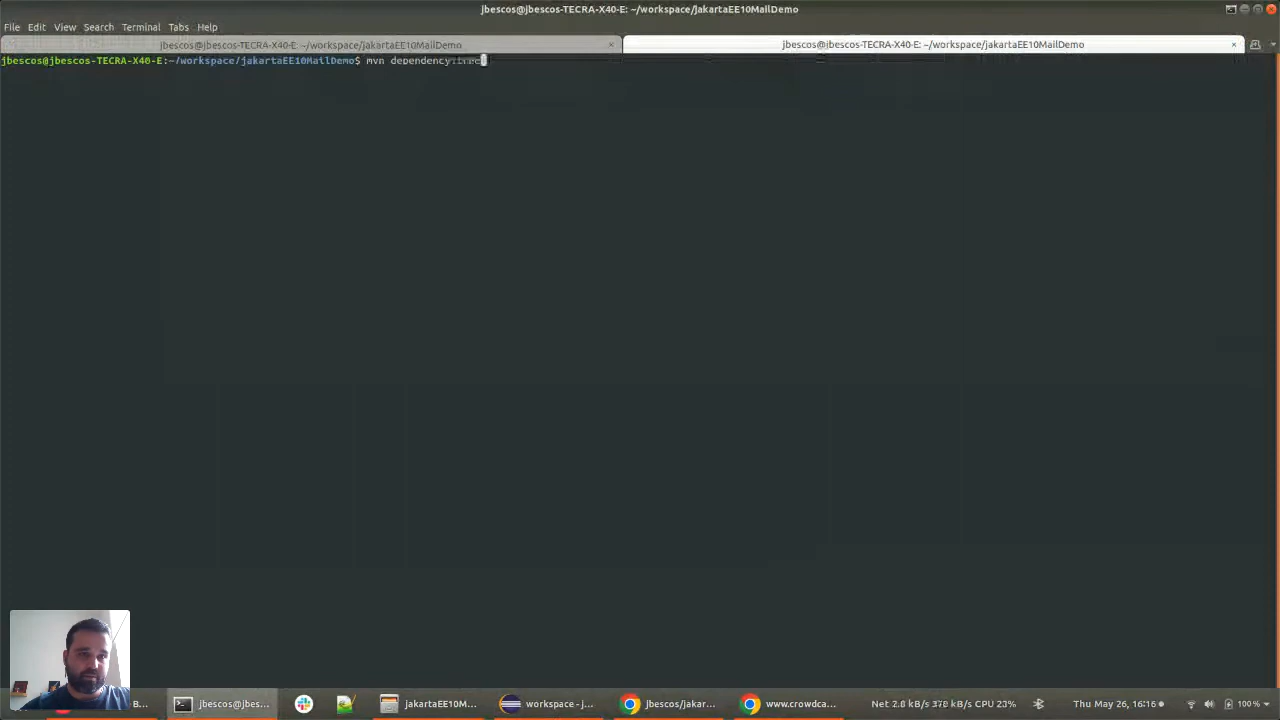 jbescos@jbescos-TECRA-X40-E: ~/workspace/jakartaEE10MailDemo
File Edit View Search Terminal Tabs Help
jbescos@jbescos-TECRA-X40-E: ~/workspace/jakartaEE10MailDemo × jbescos@jbescos-TECRA-X40-E: ~/workspace/jakartaEE10MailDemo ×
jbescos@jbescos-TECRA-X40-E:~/workspace/jakartaEE10MailDemo$ mvn dependency:tree
B... jbescos@jbes... jakartaEE10M... workspace - j... jbescos/jakar... www.crowdca... Net 2.8 kB/s 378 kB/s CPU 23% Thu May 26, 16:16 100%